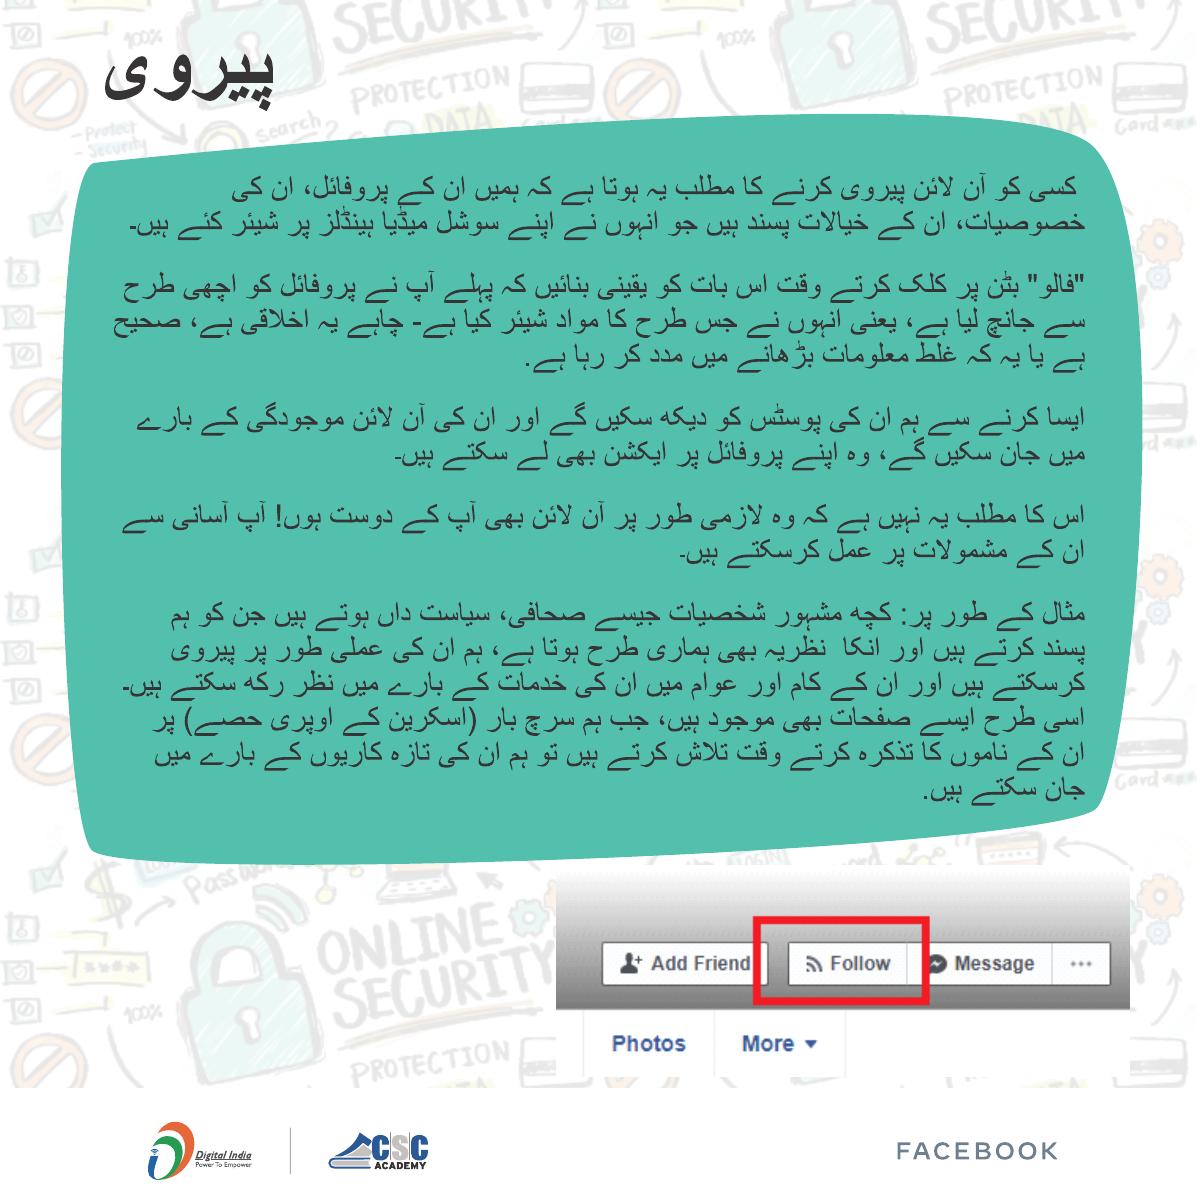 پیروی
کسی کو آن لائن پیروی کرنے کا مطلب یہ ہوتا ہے کہ ہمیں ان کے پروفائل، ان کی
خصوصیات، ان کے خیالات پسند ہیں جو انہوں نے اپنے سوشل میڈیا ہینڈلز پر شیئر کئے ہیں۔
"فالو" بٹن پر کلک کرتے وقت اس بات کو یقینی بنائیں کہ پہلے آپ نے پروفائل کو اچھی طرح
سے جانچ لیا ہے، یعنی انہوں نے جس طرح کا مواد شیئر کیا ہے- چاہے یہ اخلاقی ہے، صحیح
ہے یا یہ کہ غلط معلومات بڑھانے میں مدد کر رہا ہے.
ایسا کرنے سے ہم ان کی پوسٹس کو دیکھ سکیں گے اور ان کی آن لائن موجودگی کے بارے
میں جان سکیں گے، وہ اپنے پروفائل پر ایکشن بھی لے سکتے ہیں۔
اس کا مطلب یہ نہیں ہے کہ وہ لازمی طور پر آن لائن بھی آپ کے دوست ہوں! آپ آسانی سے
ان کے مشمولات پر عمل کرسکتے ہیں۔
مثال کے طور پر: کچھ مشہور شخصیات جیسے صحافی، سیاست داں ہوتے ہیں جن کو ہم
پسند کرتے ہیں اور انکا نظریہ بھی ہماری طرح ہوتا ہے، ہم ان کی عملی طور پر پیروی
کرسکتے ہیں اور ان کے کام اور عوام میں ان کی خدمات کے بارے میں نظر رکھ سکتے ہیں۔
اسی طرح ایسے صفحات بھی موجود ہیں، جب ہم سرچ بار (اسکرین کے اوپری حصے) پر
ان کے ناموں کا تذکرہ کرتے وقت تلاش کرتے ہیں تو ہم ان کی تازہ کاریوں کے بارے میں
جان سکتے ہیں.
Add Friend Follow Message ...
Photos More
ONLINE
SECURITY
PROTECTION
100%
Digital India
Power To Empower
CSC
ACADEMY
FACEBOOK